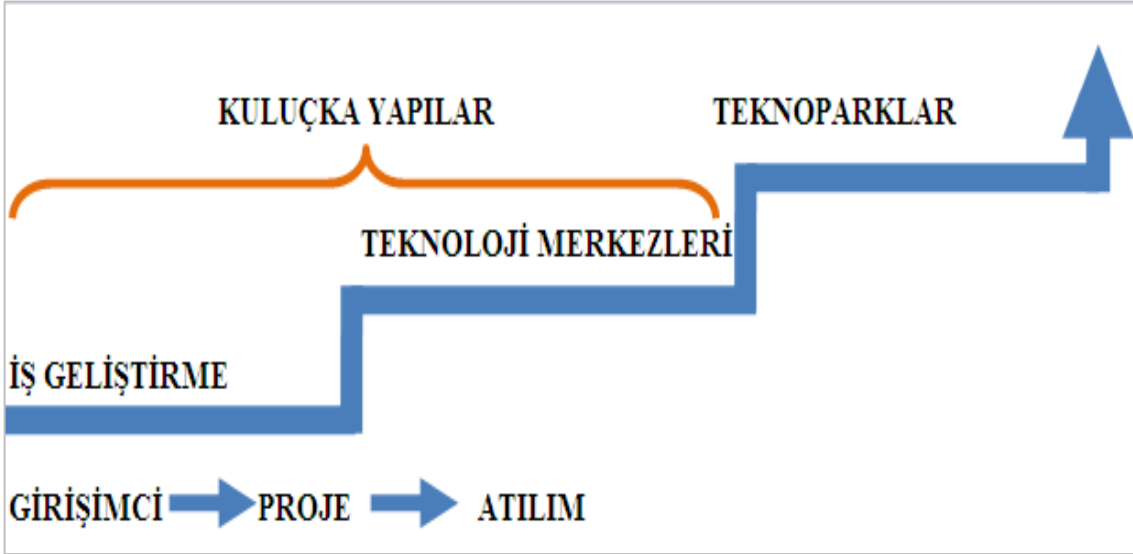 KULUÇKA YAPILAR
TEKNOPARKLAR
TEKNOLOJİ MERKEZLERİ
İŞ GELİŞTİRME
GİRİŞİMCİ PROJE ATILIM